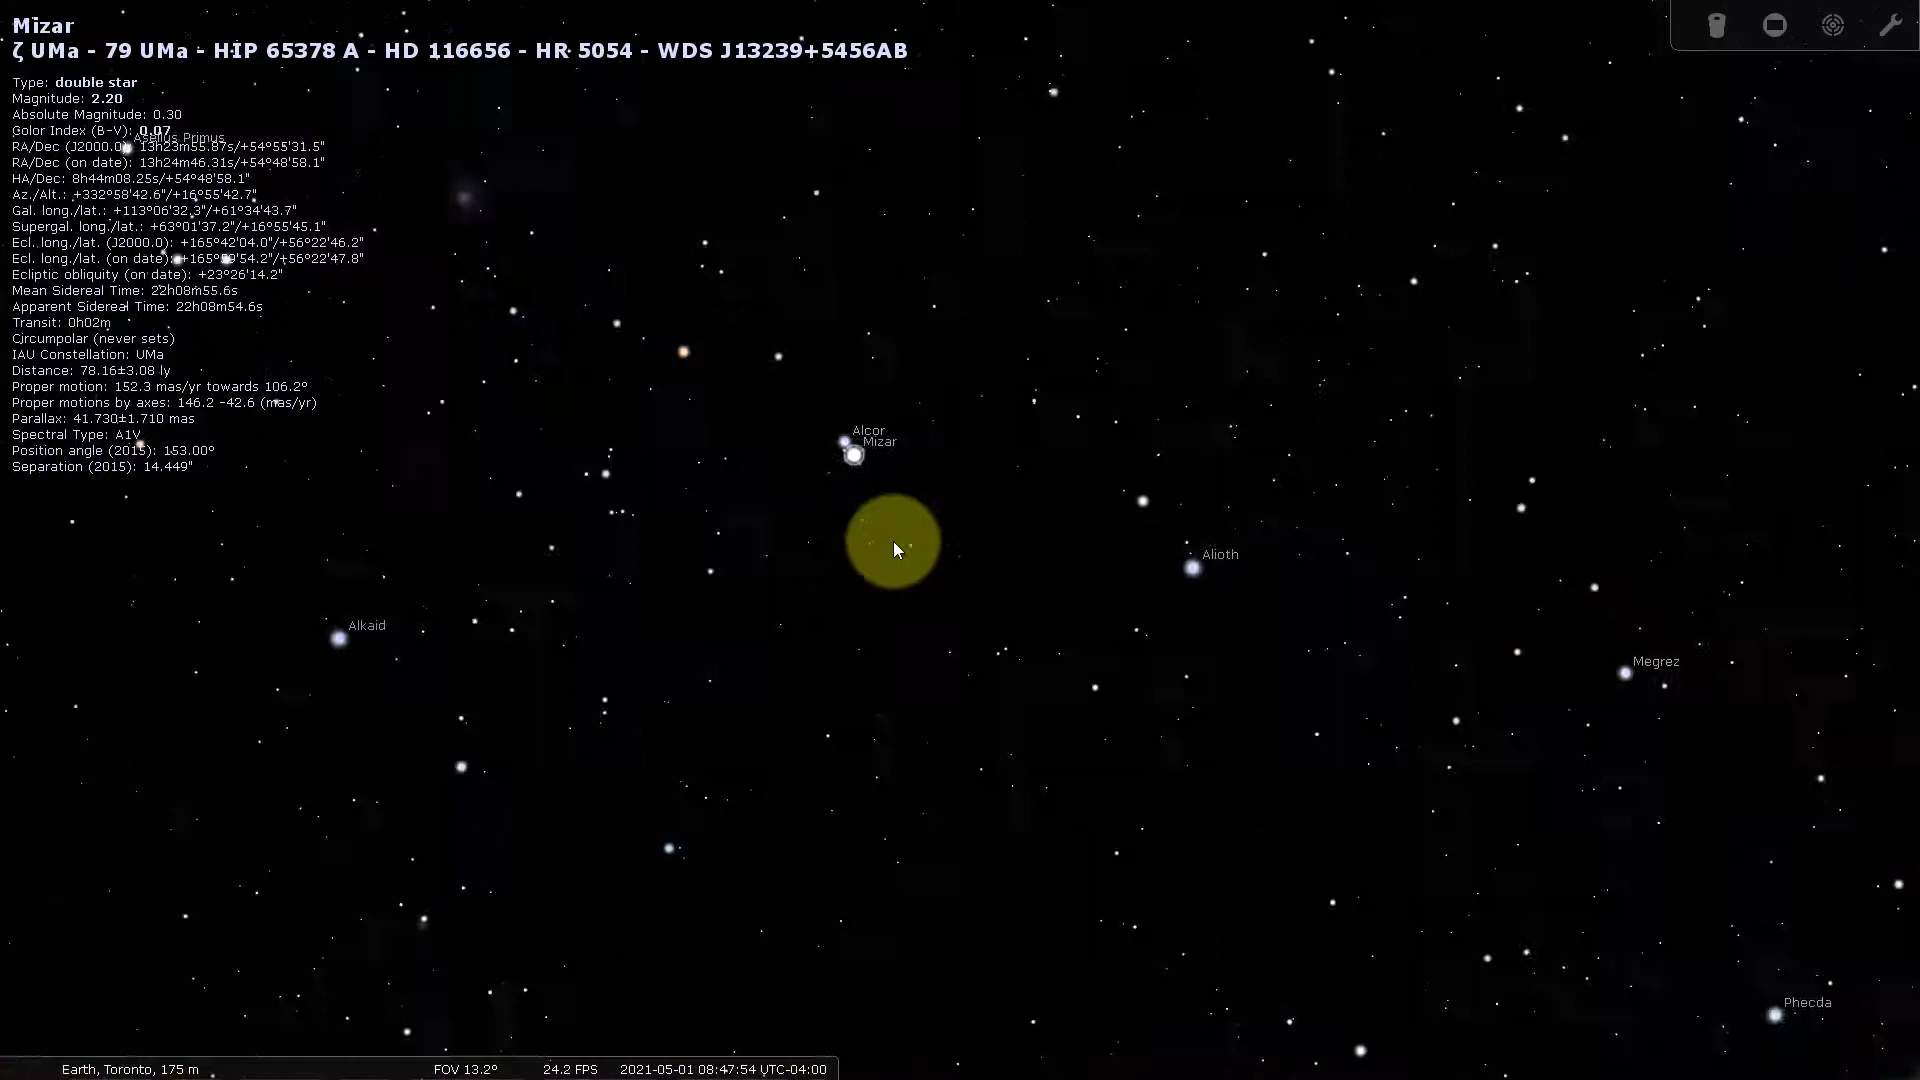 Mizar
ζ UMa - 79 UMa - HIP 65378 A - HD 116656 - HR 5054 - WDS J13239+5456AB
Type: double star
Magnitude: 2.20
Absolute Magnitude: 0.30
Color Index (B-V): 0.07
Asellus Primus
RA/Dec (J2000.0): 13h23m55.87s/+54°55'31.5"
RA/Dec (on date): 13h24m46.31s/+54°48'58.1"
HA/Dec: 8h44m08.25s/+54°48'58.1"
Az./Alt.: +332°58'42.6"/+16°55'42.7"
Gal. long./lat.: +113°06'32.3"/+61°34'43.7"
Supergal. long./lat.: +63°01'37.2"/+16°55'45.1"
Ecl. long./lat. (J2000.0): +165°42'04.0"/+56°22'46.2"
Ecl. long./lat. (on date): +165°59'54.2"/+56°22'47.8"
Ecliptic obliquity (on date): +23°26'14.2"
Mean Sidereal Time: 22h08m55.6s
Apparent Sidereal Time: 22h08m54.6s
Transit: 0h02m
Circumpolar (never sets)
IAU Constellation: UMa
Distance: 78.16±3.08 ly
Proper motion: 152.3 mas/yr towards 106.2°
Proper motions by axes: 146.2 -42.6 (mas/yr)
Parallax: 41.730±1.710 mas
Spectral Type: A1V
Position angle (2015): 153.00°
Separation (2015): 14.449"
Alcor
Mizar
Alioth
Alkaid
Megrez
Phecda
Earth, Toronto, 175 m FOV 13.2° 24.2 FPS 2021-05-01 08:47:54 UTC-04:00